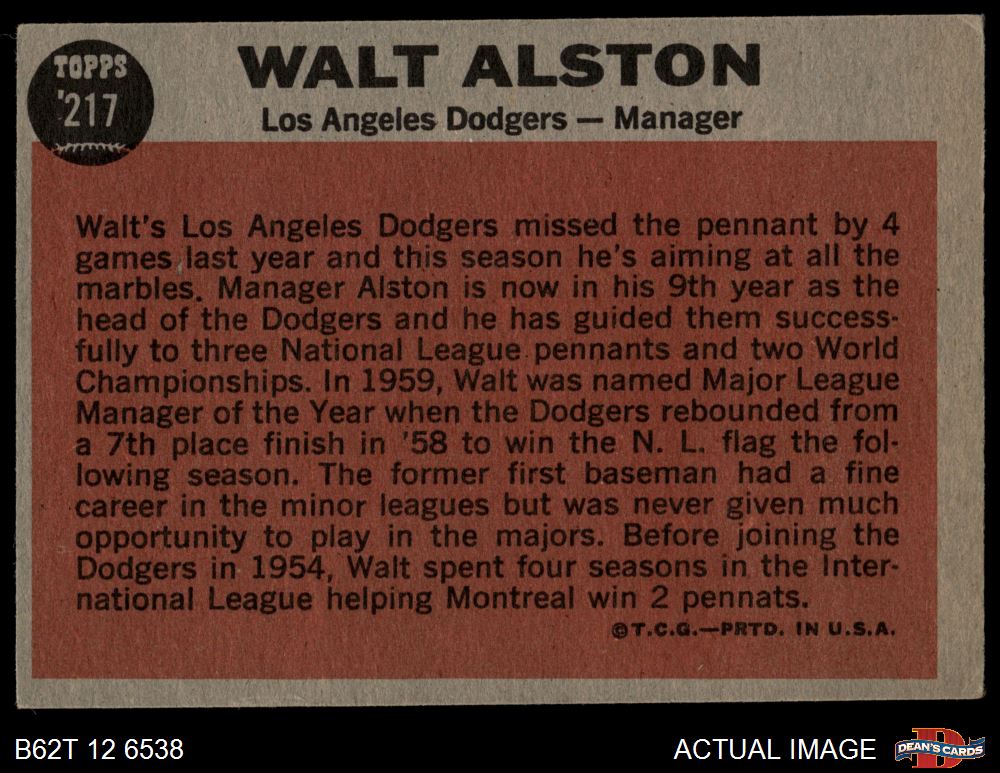 TOPPS
'217
WALT ALSTON
Los Angeles Dodgers — Manager
Walt's Los Angeles Dodgers missed the pennant by 4
games last year and this season he's aiming at all the
marbles. Manager Alston is now in his 9th year as the
head of the Dodgers and he has guided them success-
fully to three National League pennants and two World
Championships. In 1959, Walt was named Major League
Manager of the Year when the Dodgers rebounded from
a 7th place finish in '58 to win the N. L. flag the fol-
lowing season. The former first baseman had a fine
career in the minor leagues but was never given much
opportunity to play in the majors. Before joining the
Dodgers in 1954, Walt spent four seasons in the Inter-
national League helping Montreal win 2 pennats.
©T.C.G.—PRTD. IN U.S.A.
B62T 12 6538
ACTUAL IMAGE
D
DEAN'S CARDS